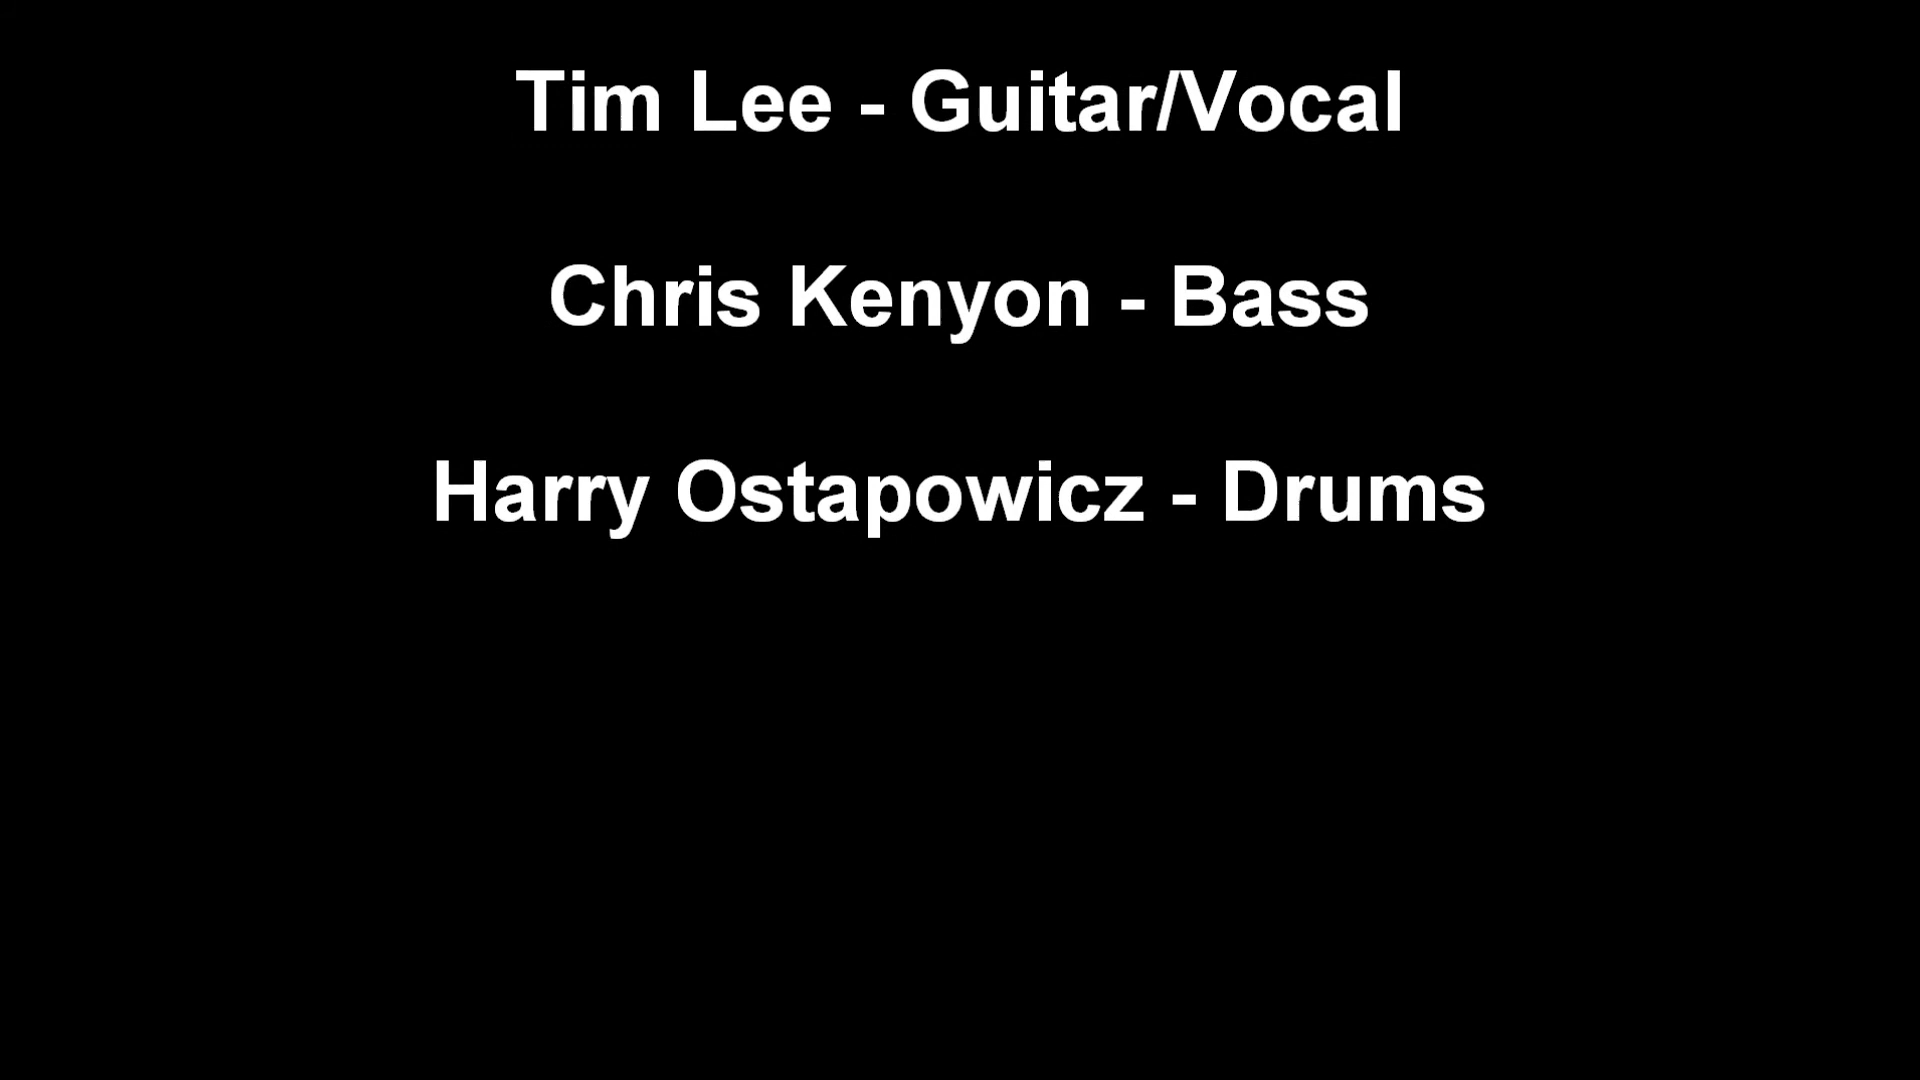 Tim Lee - Guitar/Vocal
Chris Kenyon - Bass
Harry Ostapowicz - Drums